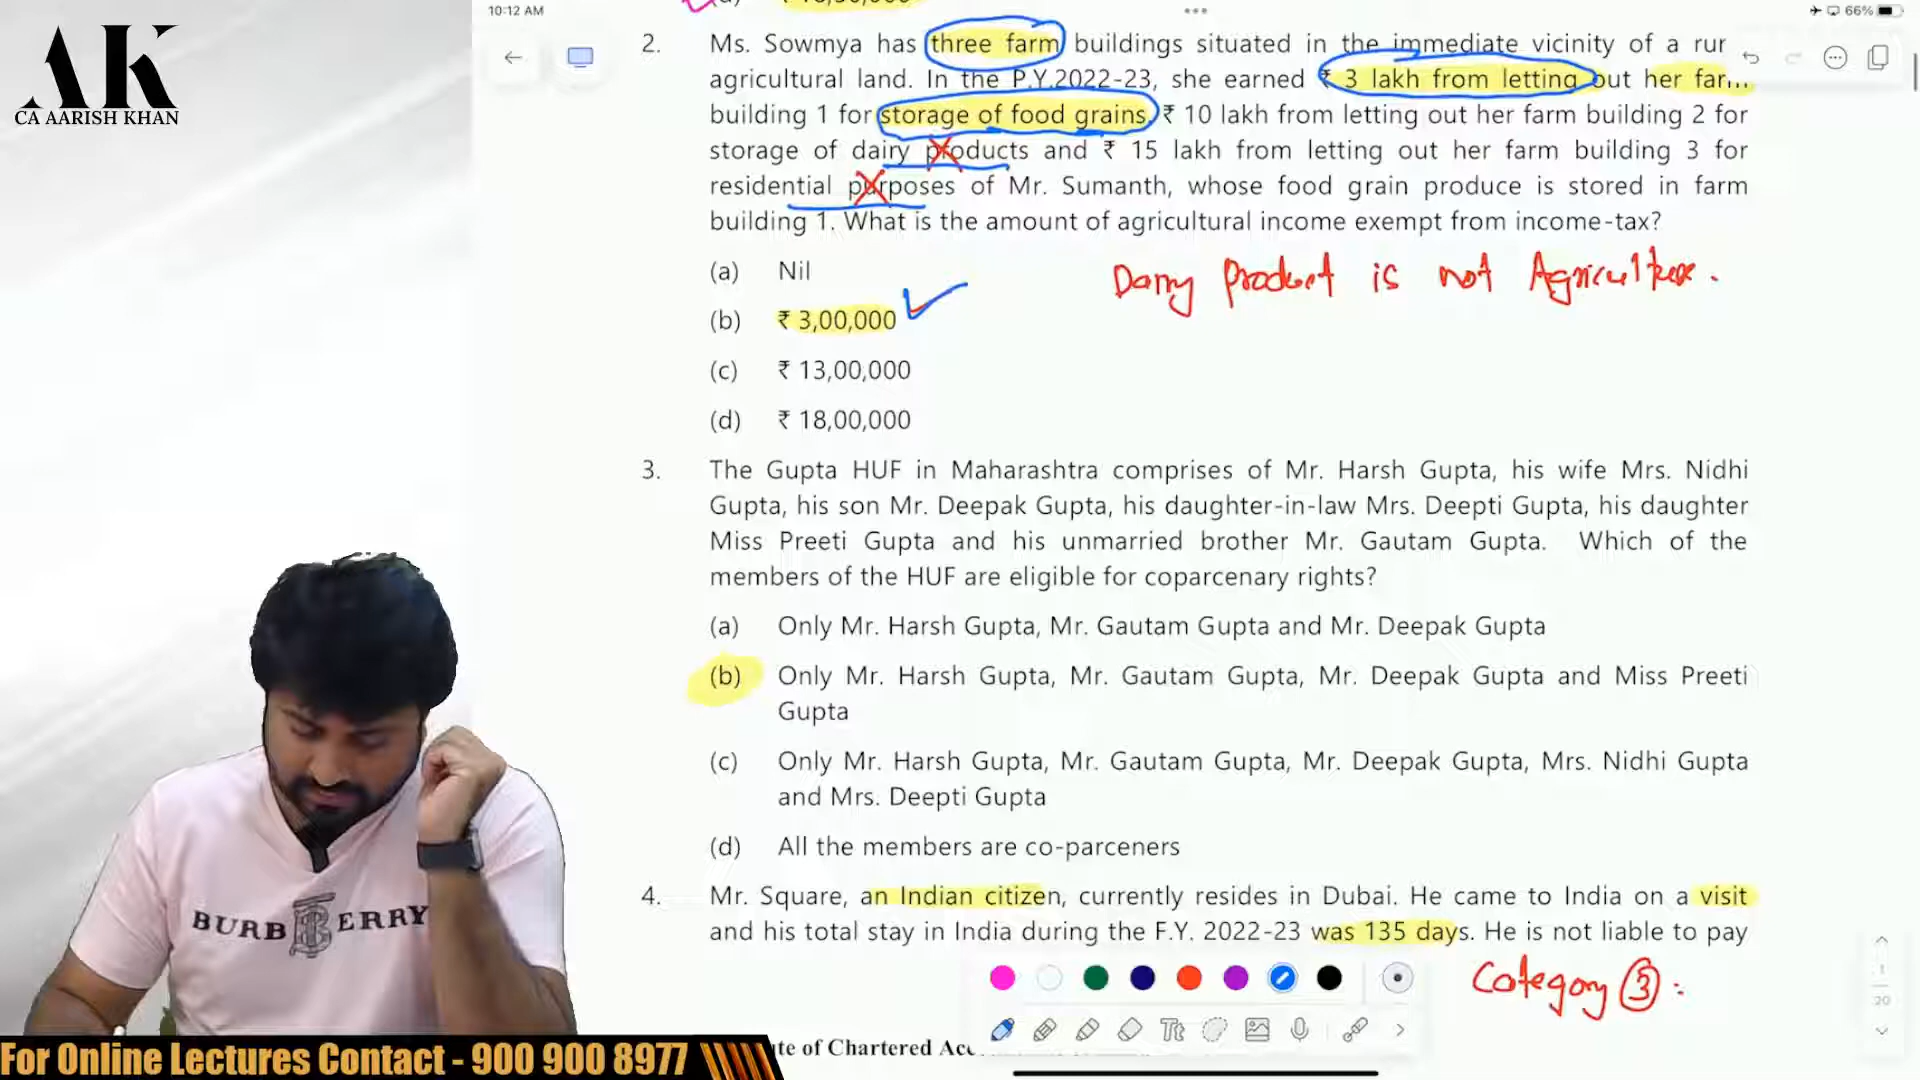 AK
CA AARISH KHAN
10:12 AM
66%
2. Ms. Sowmya has three farm buildings situated in the immediate vicinity of a rur
agricultural land. In the P.Y.2022-23, she earned ₹ 3 lakh from letting out her farm
building 1 for storage of food grains, ₹ 10 lakh from letting out her farm building 2 for
storage of dairy products and ₹ 15 lakh from letting out her farm building 3 for
residential purposes of Mr. Sumanth, whose food grain produce is stored in farm
building 1. What is the amount of agricultural income exempt from income-tax?
(a) Nil
Dairy product is not Agriculture.
(b) ₹ 3,00,000
(c) ₹ 13,00,000
(d) ₹ 18,00,000
3. The Gupta HUF in Maharashtra comprises of Mr. Harsh Gupta, his wife Mrs. Nidhi
Gupta, his son Mr. Deepak Gupta, his daughter-in-law Mrs. Deepti Gupta, his daughter
Miss Preeti Gupta and his unmarried brother Mr. Gautam Gupta. Which of the
members of the HUF are eligible for coparcenary rights?
(a) Only Mr. Harsh Gupta, Mr. Gautam Gupta and Mr. Deepak Gupta
(b) Only Mr. Harsh Gupta, Mr. Gautam Gupta, Mr. Deepak Gupta and Miss Preeti
Gupta
(c) Only Mr. Harsh Gupta, Mr. Gautam Gupta, Mr. Deepak Gupta, Mrs. Nidhi Gupta
and Mrs. Deepti Gupta
(d) All the members are co-parceners
4. Mr. Square, an Indian citizen, currently resides in Dubai. He came to India on a visit
and his total stay in India during the F.Y. 2022-23 was 135 days. He is not liable to pay
Category 3 :
1
20
Tt
BURBERRY
te of Chartered Acc
For Online Lectures Contact - 900 900 8977